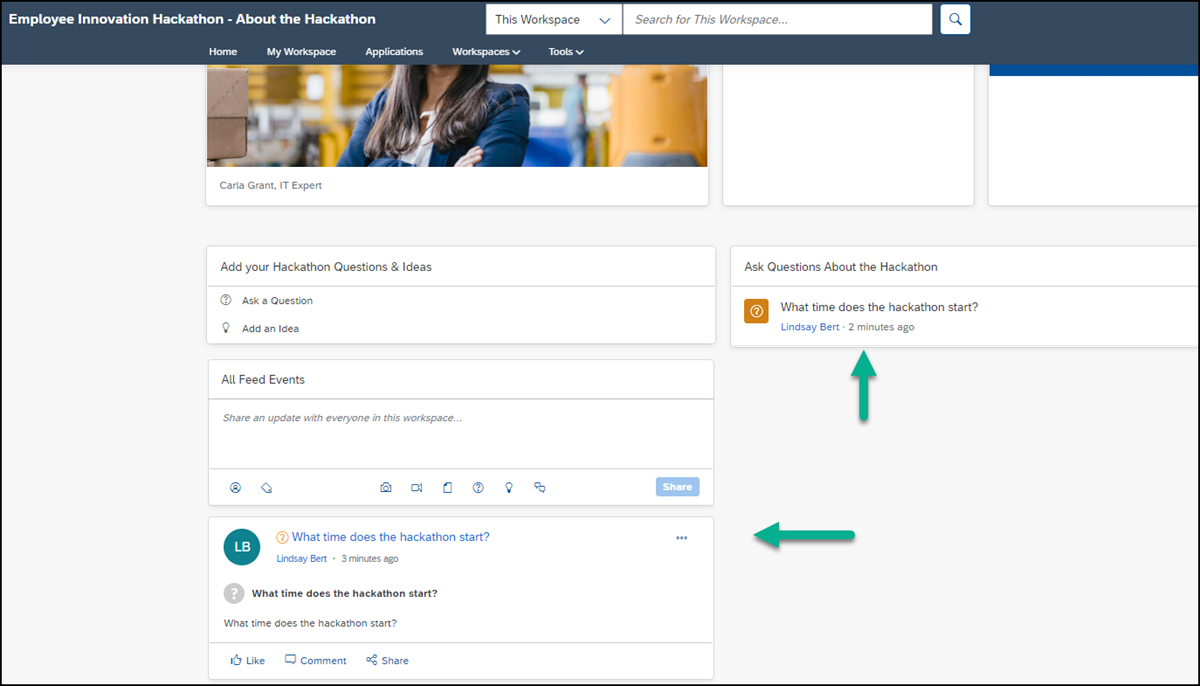 Employee Innovation Hackathon - About the Hackathon
This Workspace
Search for This Workspace...
Home My Workspace Applications Workspaces Tools
Carla Grant, IT Expert
Add your Hackathon Questions & Ideas
? Ask a Question
Add an Idea
Ask Questions About the Hackathon
? What time does the hackathon start?
Lindsay Bert · 2 minutes ago
All Feed Events
Share an update with everyone in this workspace...
? Share
LB ? What time does the hackathon start? ...
Lindsay Bert · 3 minutes ago
? What time does the hackathon start?
What time does the hackathon start?
Like Comment Share